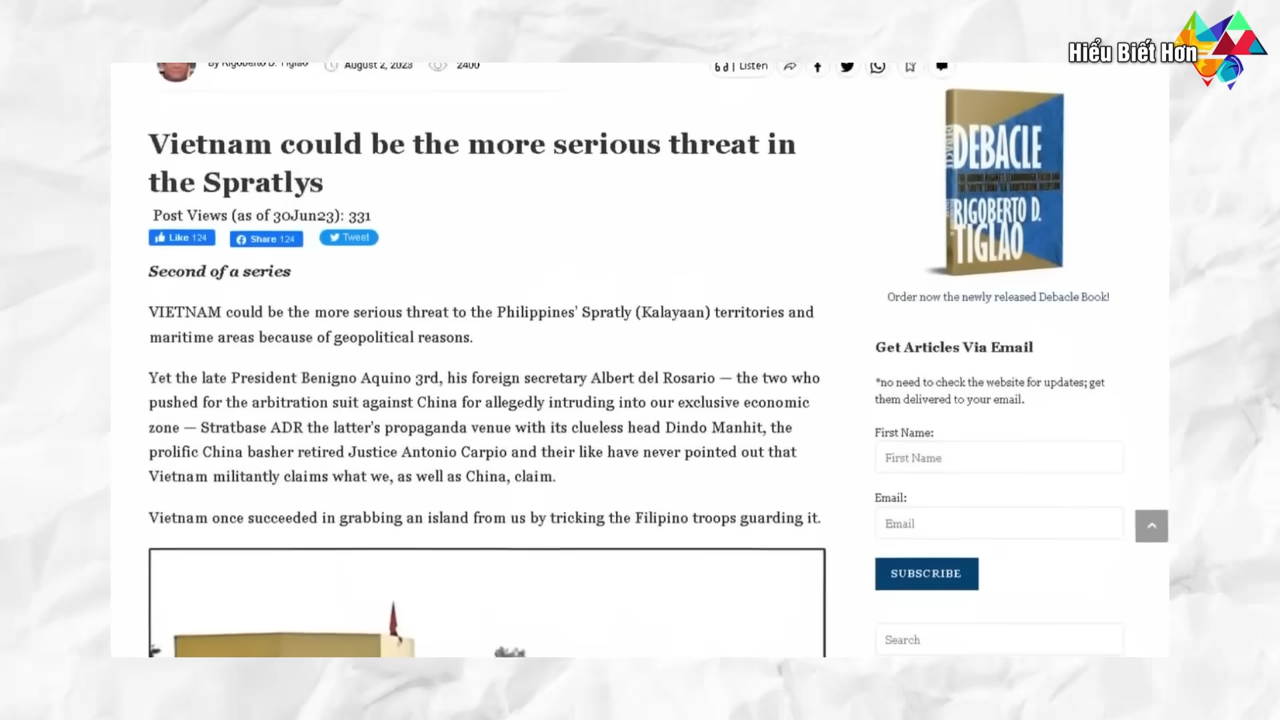 Hiểu Biết Hơn
By Rigoberto D. Tiglao August 2, 2023 2400
Listen
Vietnam could be the more serious threat in
the Spratlys
Post Views (as of 30Jun23): 331
Like 124 Share 124 Tweet
Second of a series
VIETNAM could be the more serious threat to the Philippines' Spratly (Kalayaan) territories and
maritime areas because of geopolitical reasons.
Yet the late President Benigno Aquino 3rd, his foreign secretary Albert del Rosario — the two who
pushed for the arbitration suit against China for allegedly intruding into our exclusive economic
zone — Stratbase ADR the latter's propaganda venue with its clueless head Dindo Manhit, the
prolific China basher retired Justice Antonio Carpio and their like have never pointed out that
Vietnam militantly claims what we, as well as China, claim.
Vietnam once succeeded in grabbing an island from us by tricking the Filipino troops guarding it.
DEBACLE
RIGOBERTO D.
TIGLAO
Order now the newly released Debacle Book!
Get Articles Via Email
*no need to check the website for updates; get
them delivered to your email.
First Name:
First Name
Email:
Email
SUBSCRIBE
Search